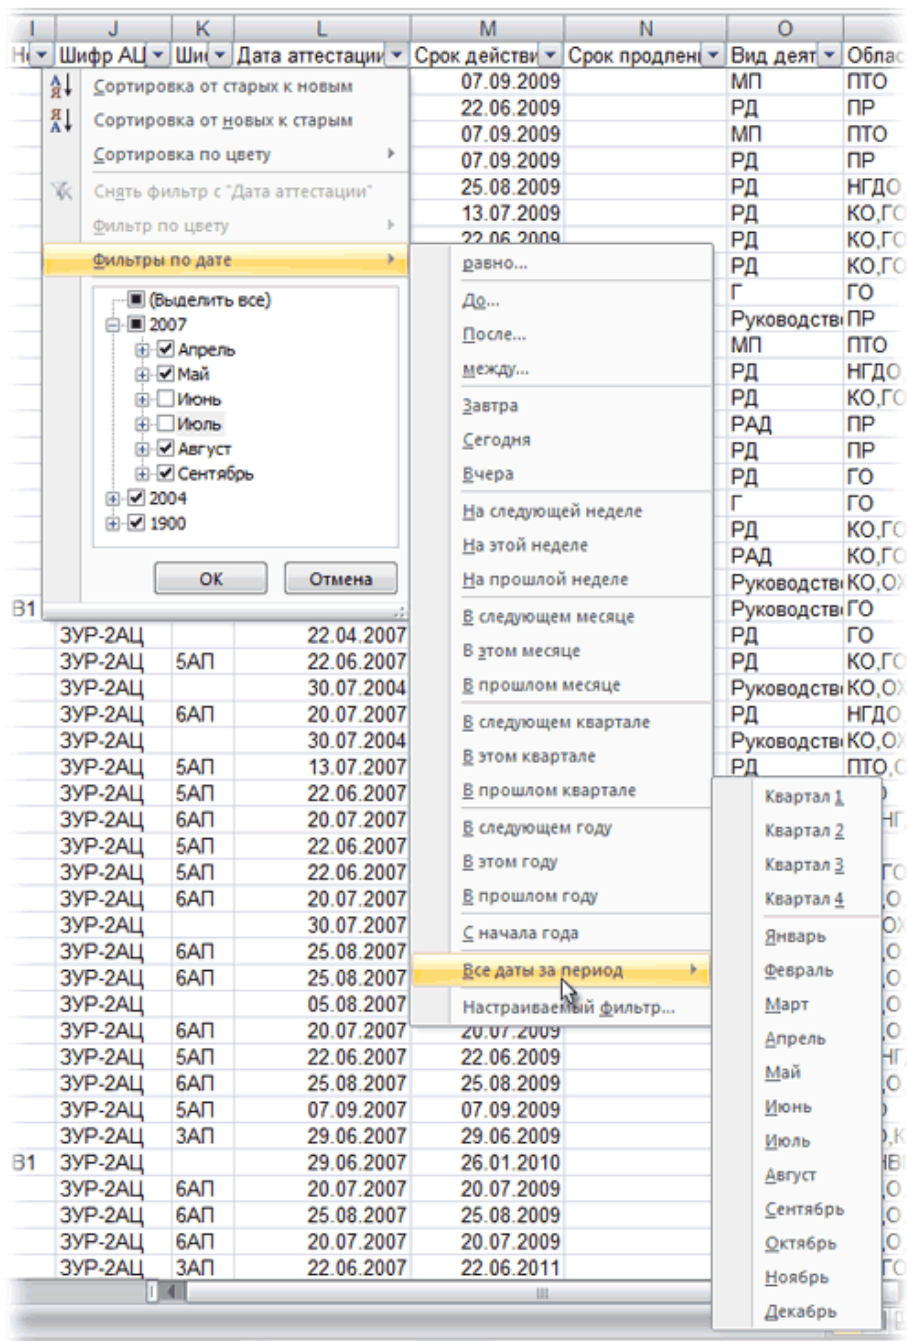 I J K L M N O
Шифр АЦ Ши Дата аттестации Срок действи Срок продлен Вид деят Облас
Сортировка от старых к новым
Сортировка от новых к старым
Сортировка по цвету
Снять фильтр с "Дата аттестации"
Фильтр по цвету
Фильтры по дате
(Выделить все)
2007
Апрель
Май
Июнь
Июль
Август
Сентябрь
2004
1900
ОК Отмена
07.09.2009 МП ПТО
22.06.2009 РД ПР
07.09.2009 МП ПТО
07.09.2009 РД ПР
25.08.2009 РД НГДО
13.07.2009 РД КО,ГО
22.06.2009 РД КО,ГО
РД КО,ГО
Г ГО
Руководств ПР
МП ПТО
РД НГДО
РД КО,ГО
РАД ПР
РД ПР
РД ГО
Г ГО
РД КО,ГО
РАД КО,ГО
Руководств КО,ОХ
В1 Руководств ГО
равно...
До...
После...
между...
Завтра
Сегодня
Вчера
На следующей неделе
На этой неделе
На прошлой неделе
В следующем месяце
В этом месяце
В прошлом месяце
В следующем квартале
В этом квартале
В прошлом квартале
В следующем году
В этом году
В прошлом году
С начала года
Все даты за период
Настраиваемый фильтр...
Квартал 1
Квартал 2
Квартал 3
Квартал 4
Январь
Февраль
Март
Апрель
Май
Июнь
Июль
Август
Сентябрь
Октябрь
Ноябрь
Декабрь
ЗУР-2АЦ 22.04.2007 РД ГО
ЗУР-2АЦ 5АП 22.06.2007 РД КО,ГО
ЗУР-2АЦ 30.07.2004 Руководств КО,ОХ
ЗУР-2АЦ 6АП 20.07.2007 РД НГДО
ЗУР-2АЦ 30.07.2004 Руководств КО,ОХ
ЗУР-2АЦ 5АП 13.07.2007 РД ПТО,
ЗУР-2АЦ 5АП 22.06.2007
ЗУР-2АЦ 6АП 20.07.2007
ЗУР-2АЦ 5АП 22.06.2007
ЗУР-2АЦ 5АП 22.06.2007
ЗУР-2АЦ 6АП 20.07.2007
ЗУР-2АЦ 30.07.2007
ЗУР-2АЦ 6АП 25.08.2007
ЗУР-2АЦ 6АП 25.08.2007
ЗУР-2АЦ 05.08.2007
ЗУР-2АЦ 6АП 20.07.2007 20.07.2009
ЗУР-2АЦ 5АП 22.06.2007 22.06.2009
ЗУР-2АЦ 6АП 25.08.2007 25.08.2009
ЗУР-2АЦ 5АП 07.09.2007 07.09.2009
ЗУР-2АЦ 3АП 29.06.2007 29.06.2009
В1 ЗУР-2АЦ 29.06.2007 26.01.2010
ЗУР-2АЦ 6АП 20.07.2007 20.07.2009
ЗУР-2АЦ 6АП 25.08.2007 25.08.2009
ЗУР-2АЦ 6АП 20.07.2007 20.07.2009
ЗУР-2АЦ 3АП 22.06.2007 22.06.2011